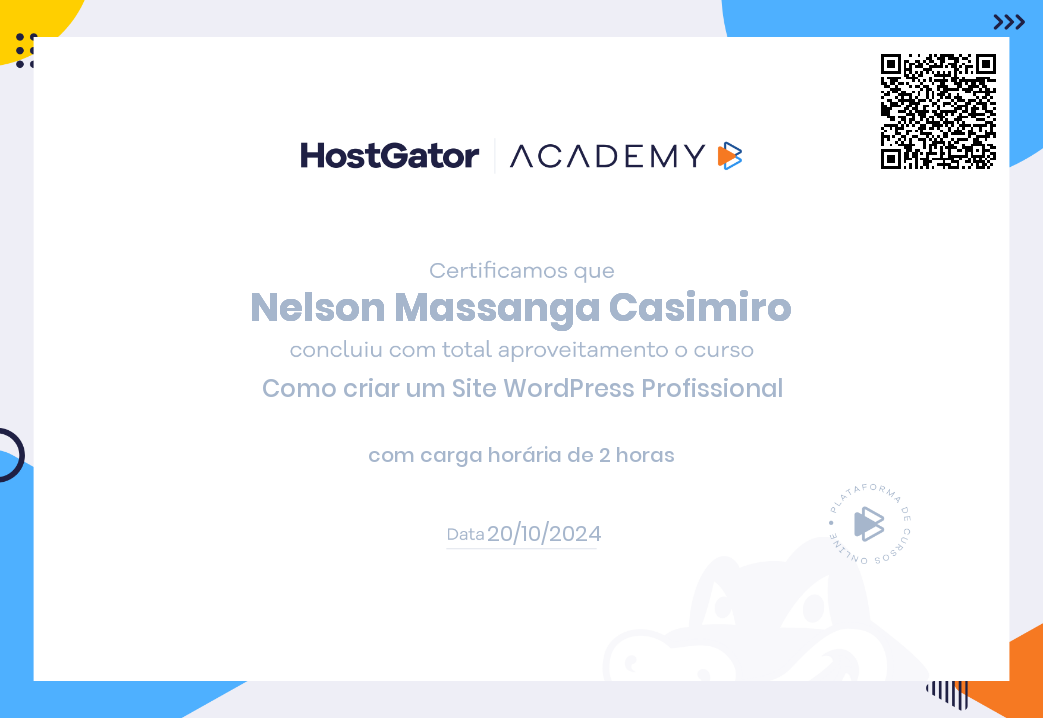 HostGator ACADEMY
Certificamos que
Nelson Massanga Casimiro
concluiu com total aproveitamento o curso
Como criar um Site WordPress Profissional
com carga horária de 2 horas
Data 20/10/2024
PLATAFORMA DE CURSOS ONLINE •